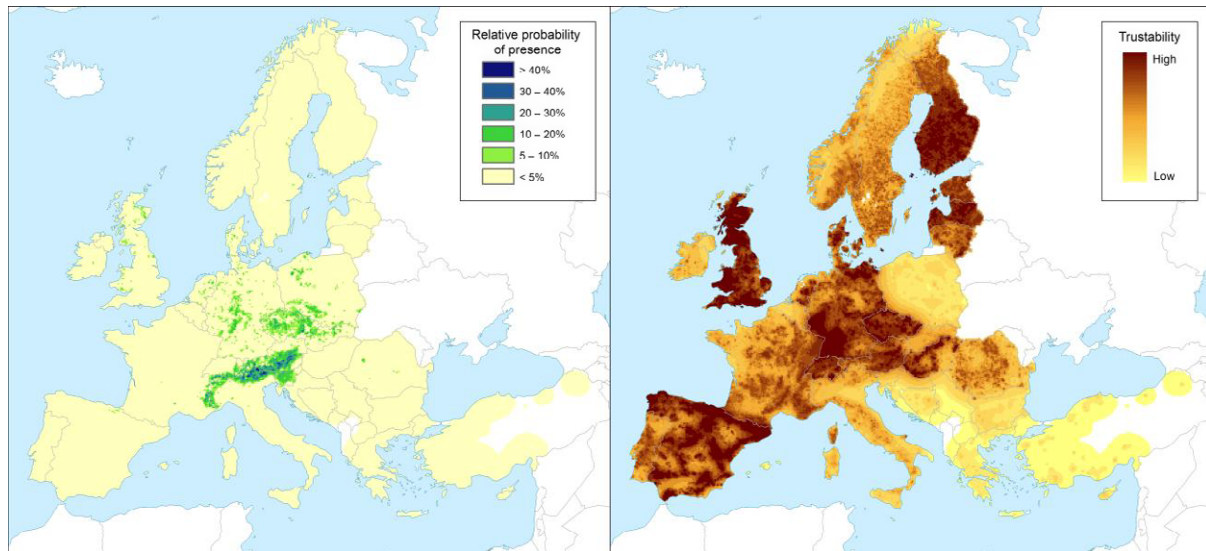 Relative probability
of presence
> 40%
30 – 40%
20 – 30%
10 – 20%
5 – 10%
< 5%
Trustability
High
Low